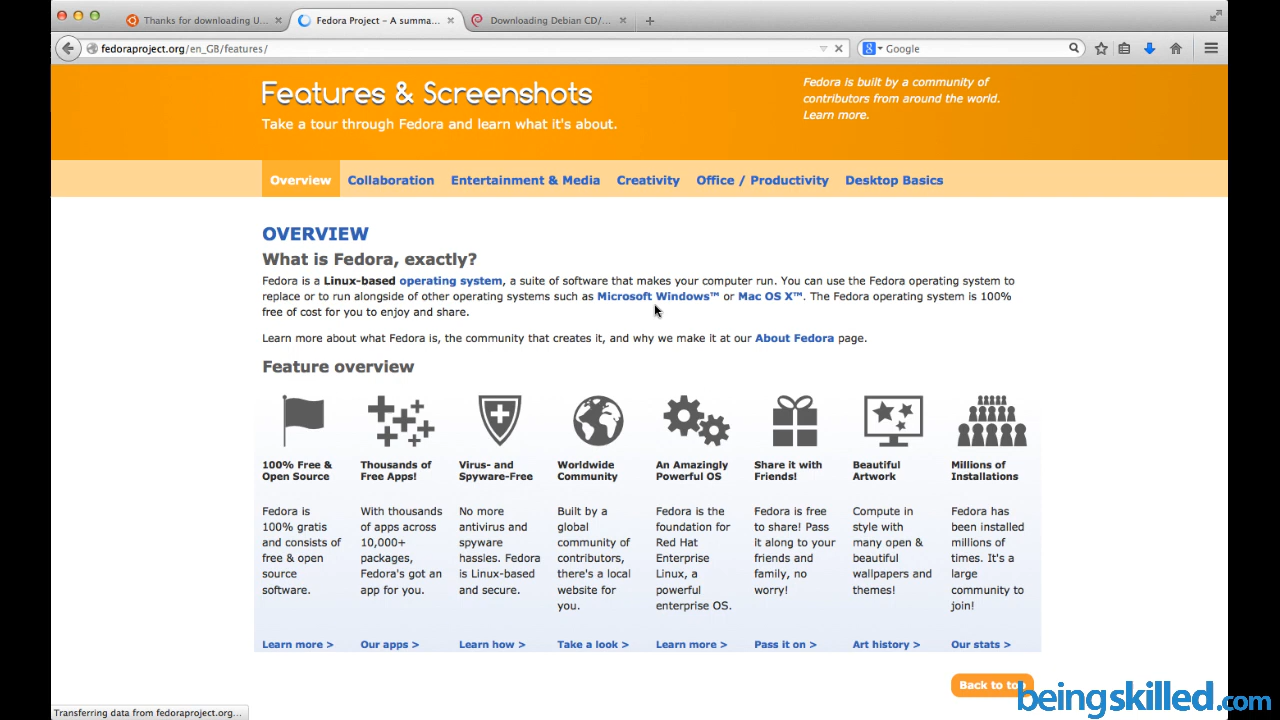 Thanks for downloading U...
Fedora Project – A summa...
Downloading Debian CD/...
fedoraproject.org/en_GB/features/
Google
Features & Screenshots
Take a tour through Fedora and learn what it's about.
Fedora is built by a community of
contributors from around the world.
Learn more.
Overview Collaboration Entertainment & Media Creativity Office / Productivity Desktop Basics
OVERVIEW
What is Fedora, exactly?
Fedora is a Linux-based operating system, a suite of software that makes your computer run. You can use the Fedora operating system to
replace or to run alongside of other operating systems such as Microsoft Windows™ or Mac OS X™. The Fedora operating system is 100%
free of cost for you to enjoy and share.
Learn more about what Fedora is, the community that creates it, and why we make it at our About Fedora page.
Feature overview
100% Free &
Open Source
Fedora is
100% gratis
and consists of
free & open
source
software.
Learn more >
Thousands of
Free Apps!
With thousands
of apps across
10,000+
packages,
Fedora's got an
app for you.
Our apps >
Virus- and
Spyware-Free
No more
antivirus and
spyware
hassles. Fedora
is Linux-based
and secure.
Learn how >
Worldwide
Community
Built by a
global
community of
contributors,
there's a local
website for
you.
Take a look >
An Amazingly
Powerful OS
Fedora is the
foundation for
Red Hat
Enterprise
Linux, a
powerful
enterprise OS.
Learn more >
Share it with
Friends!
Fedora is free
to share! Pass
it along to your
friends and
family, no
worry!
Pass it on >
Beautiful
Artwork
Compute in
style with
many open &
beautiful
wallpapers and
themes!
Art history >
Millions of
Installations
Fedora has
been installed
millions of
times. It's a
large
community to
join!
Our stats >
Back to top
beingskilled.com
Transferring data from fedoraproject.org...